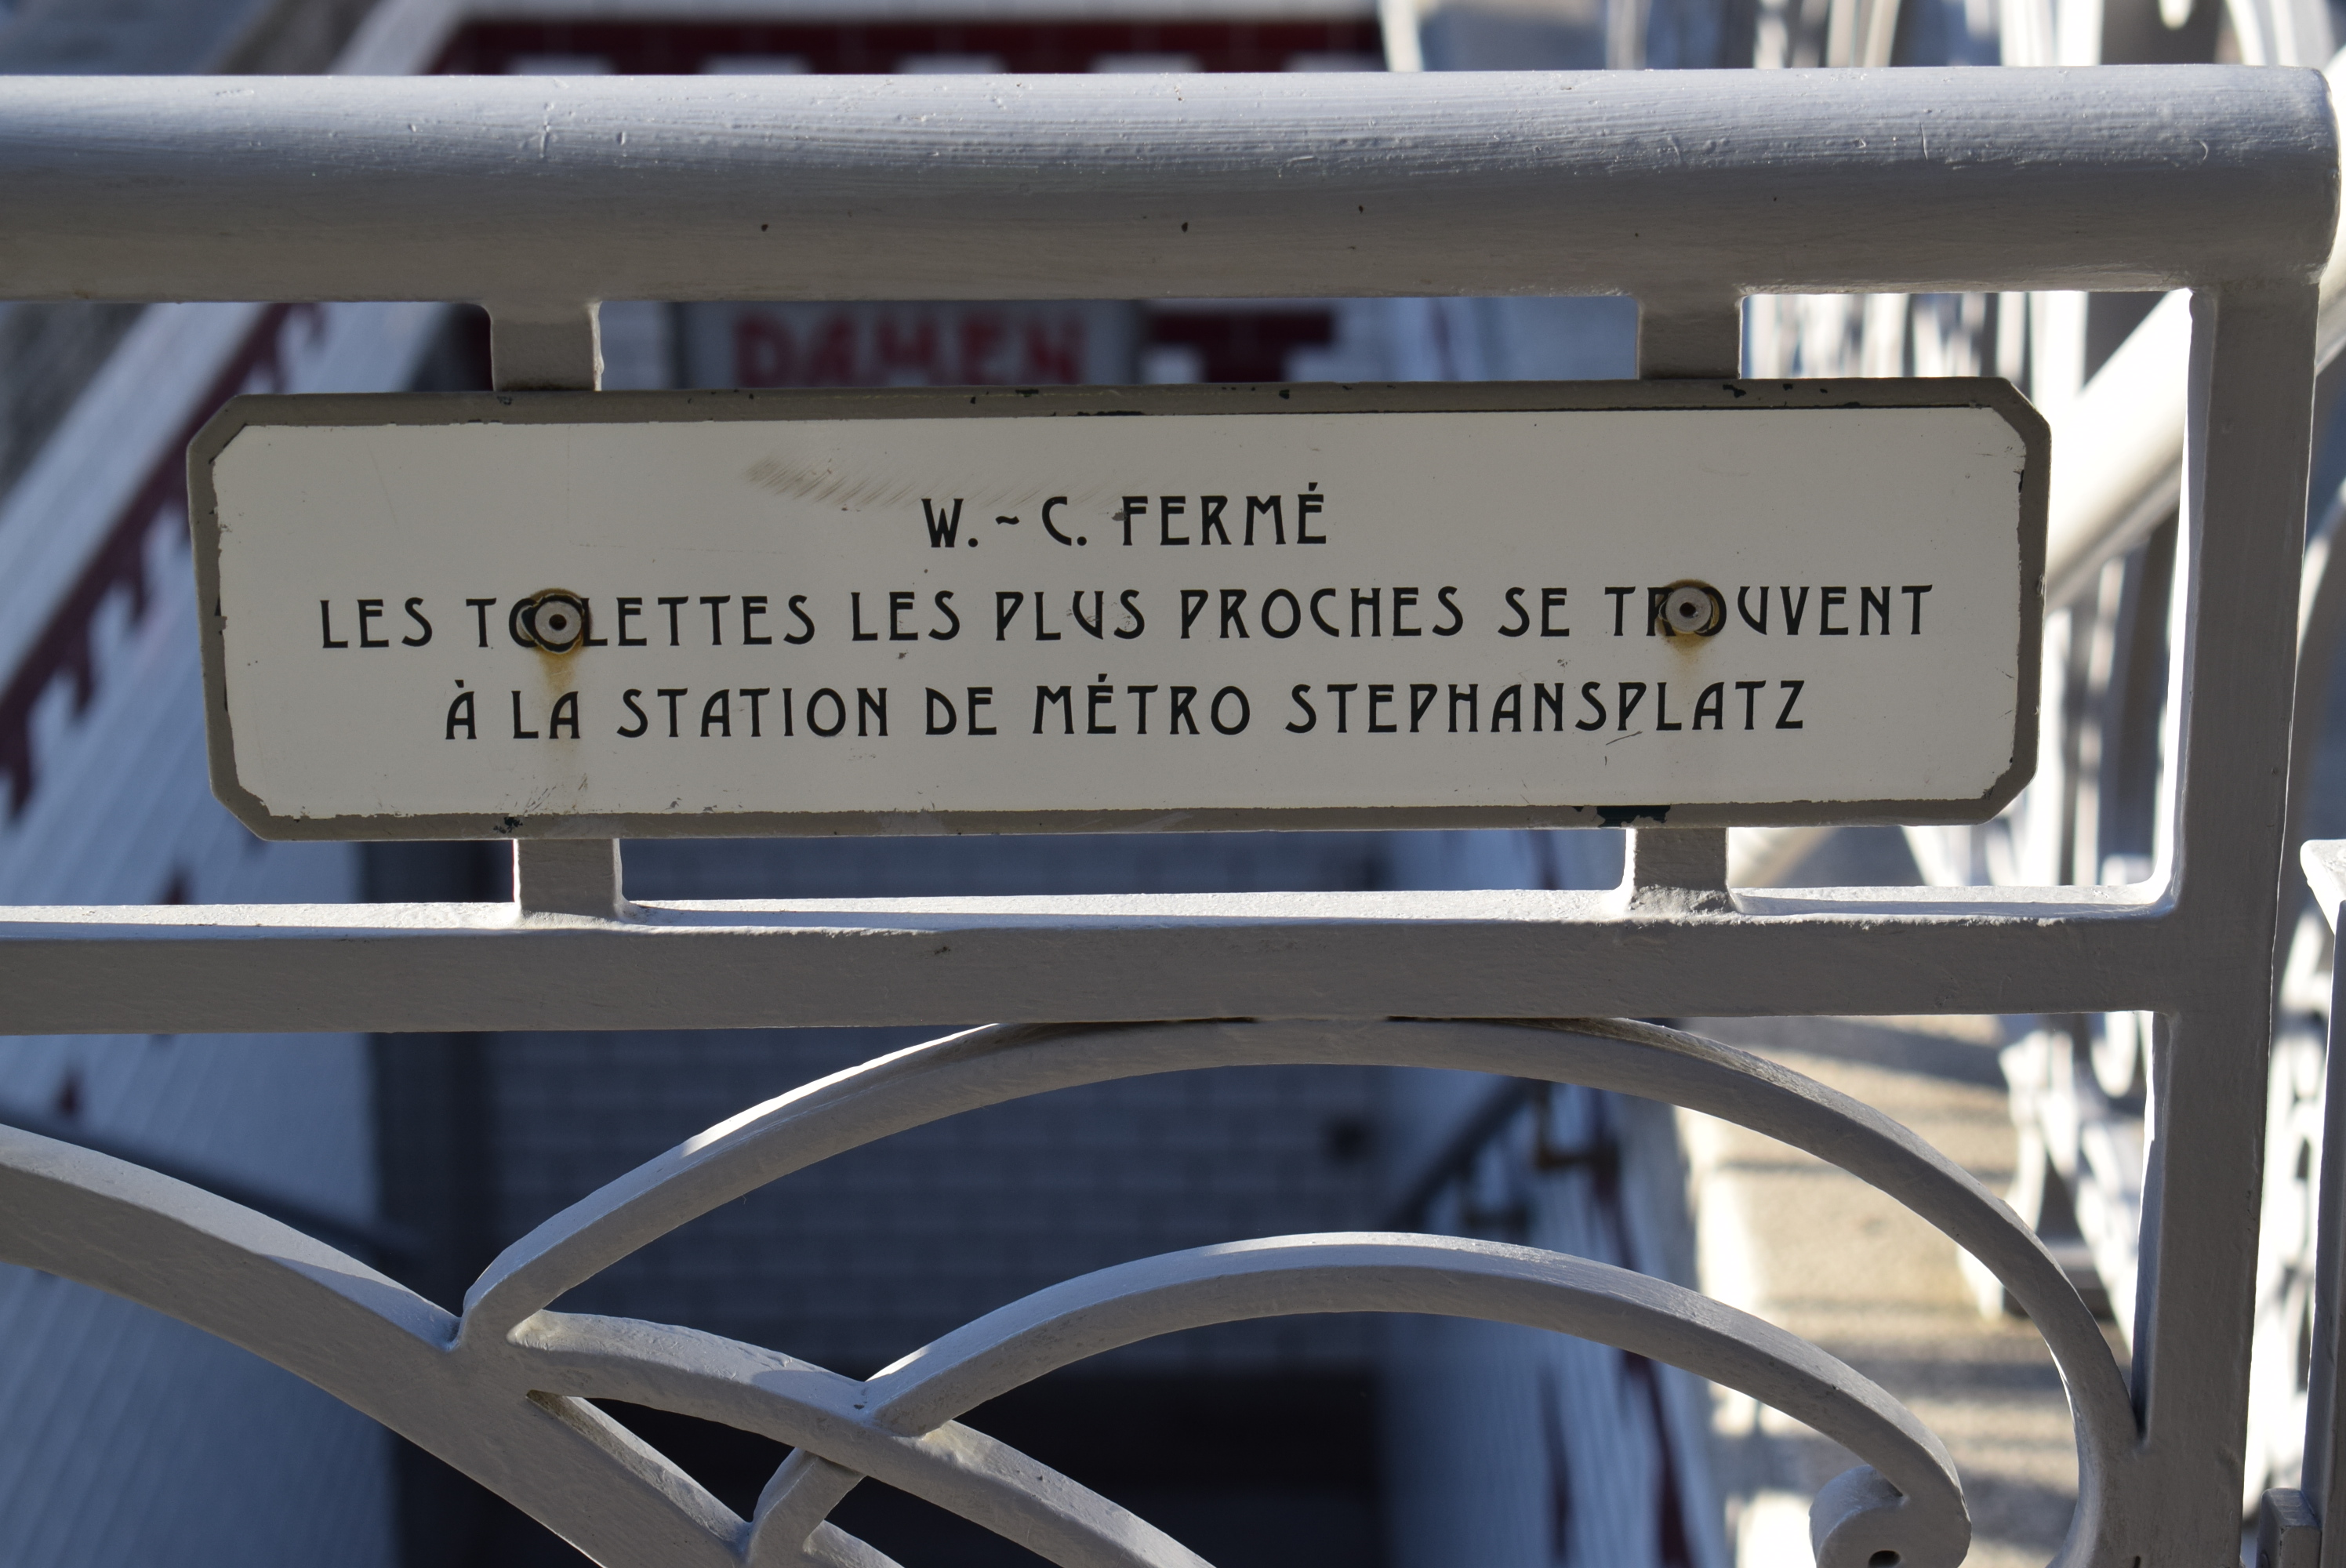 DAMEN
W.~C. FERMÉ
LES TOILETTES LES PLUS PROCHES SE TROUVENT
À LA STATION DE MÉTRO STEPHANSPLATZ